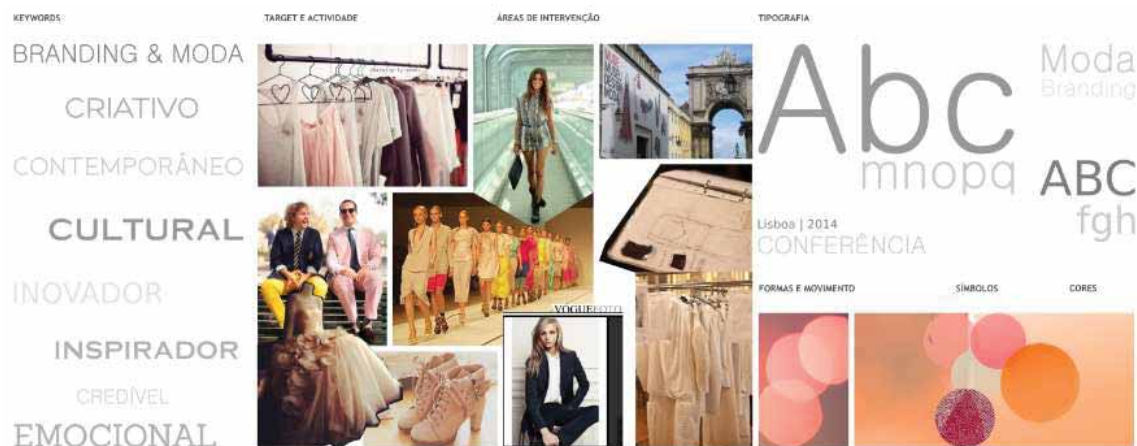 KEYWORDS
BRANDING & MODA
CRIATIVO
CONTEMPORÂNEO
CULTURAL
INOVADOR
INSPIRADOR
CREDÍVEL
EMOCIONAL
TARGET E ACTIVIDADE
ÁREAS DE INTERVENÇÃO
VOGUEFOTO
TIPOGRAFIA
Abc
mnopq
Moda
Branding
ABC
fgh
Lisboa | 2014
CONFERÊNCIA
FORMAS E MOVIMENTO
SÍMBOLOS
CORES